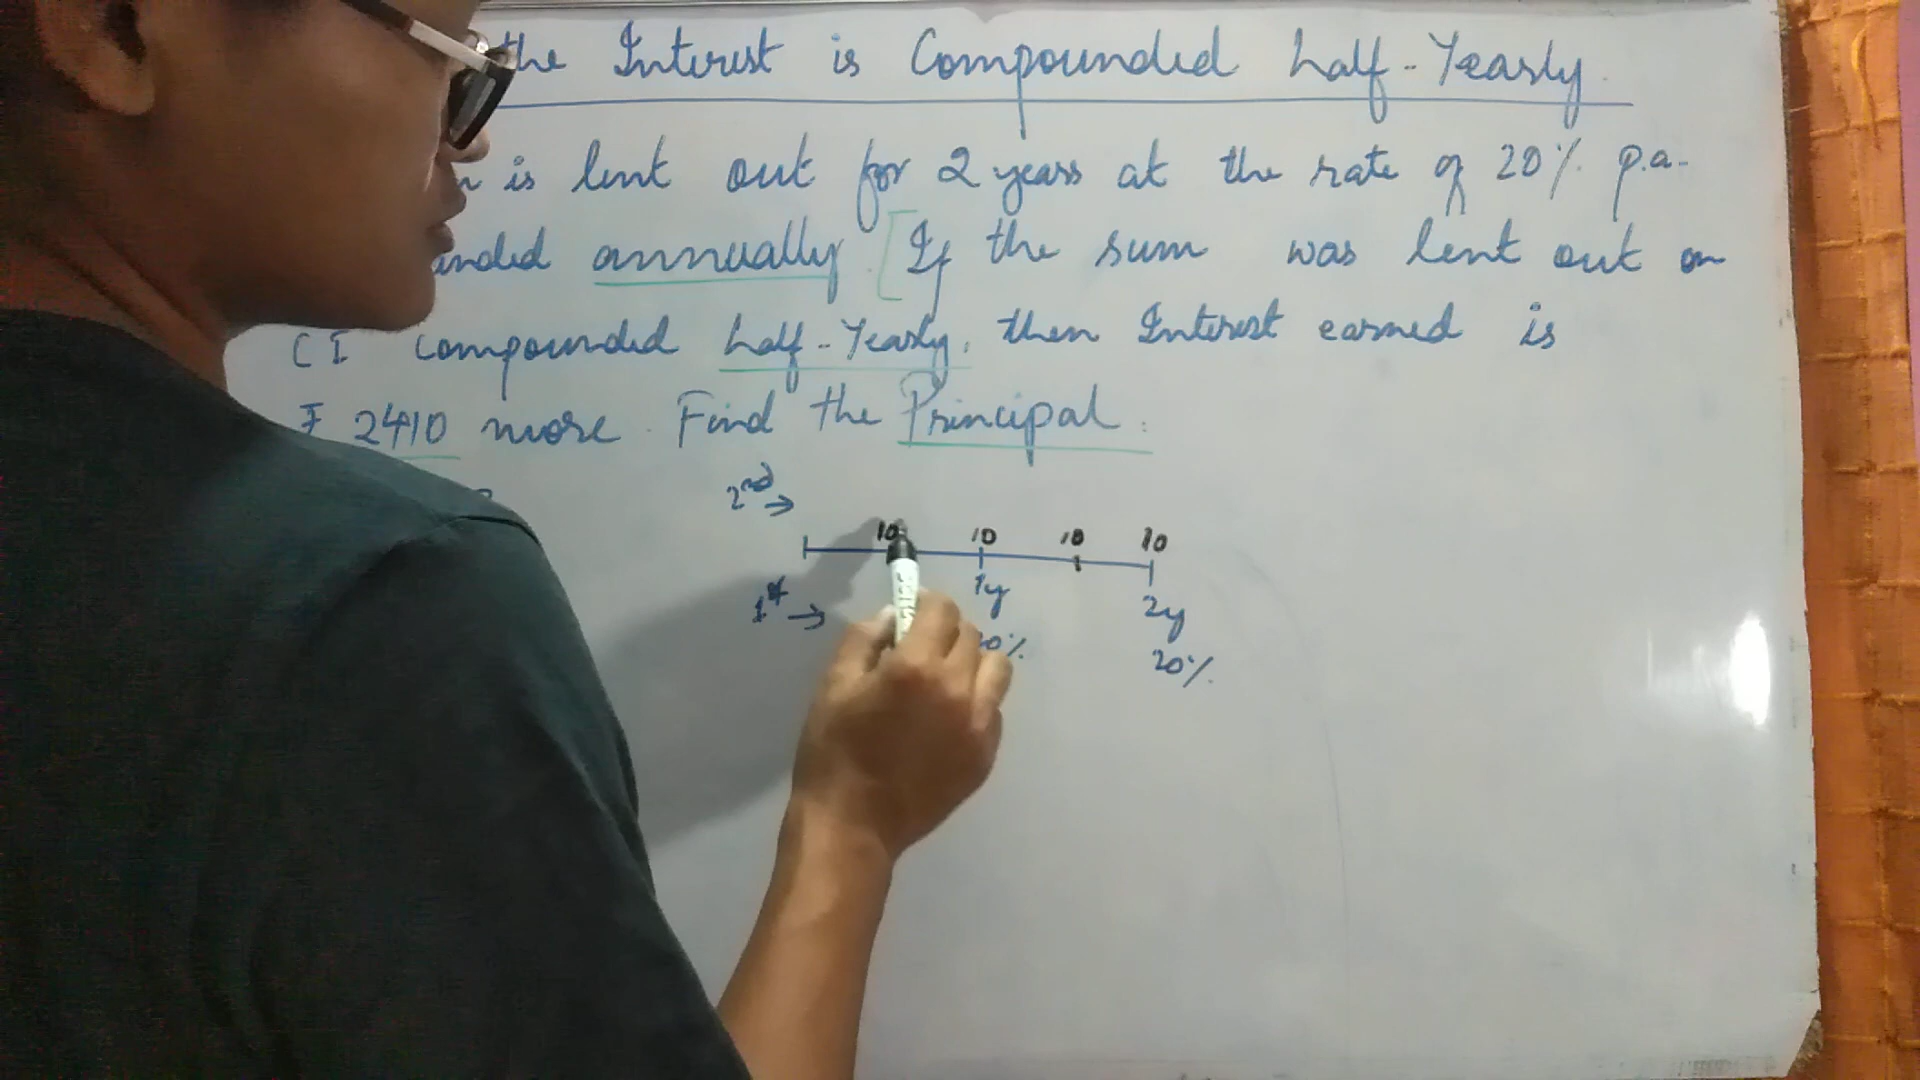 the Interest is Compounded half-Yearly.
is lent out for 2 years at the rate of 20% p.a.
annually. [If the sum was lent out on
CI compounded half-Yearly, then Interest earned is
₹ 2410 more. Find the Principal.
2nd →
10 10 10 10
1st → 1y 2y
20%